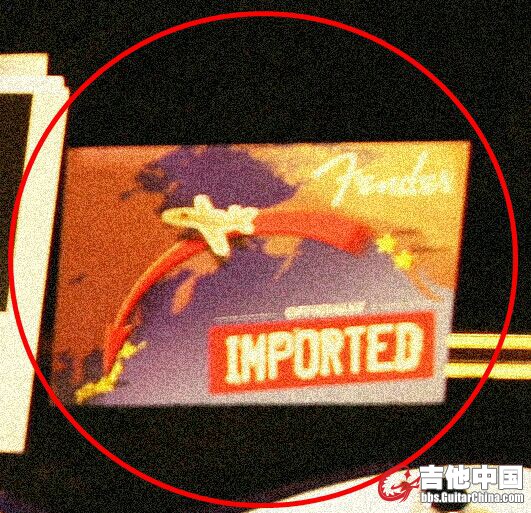 Fender
IMPORTED
吉他中国
bbs.GuitarChina.com